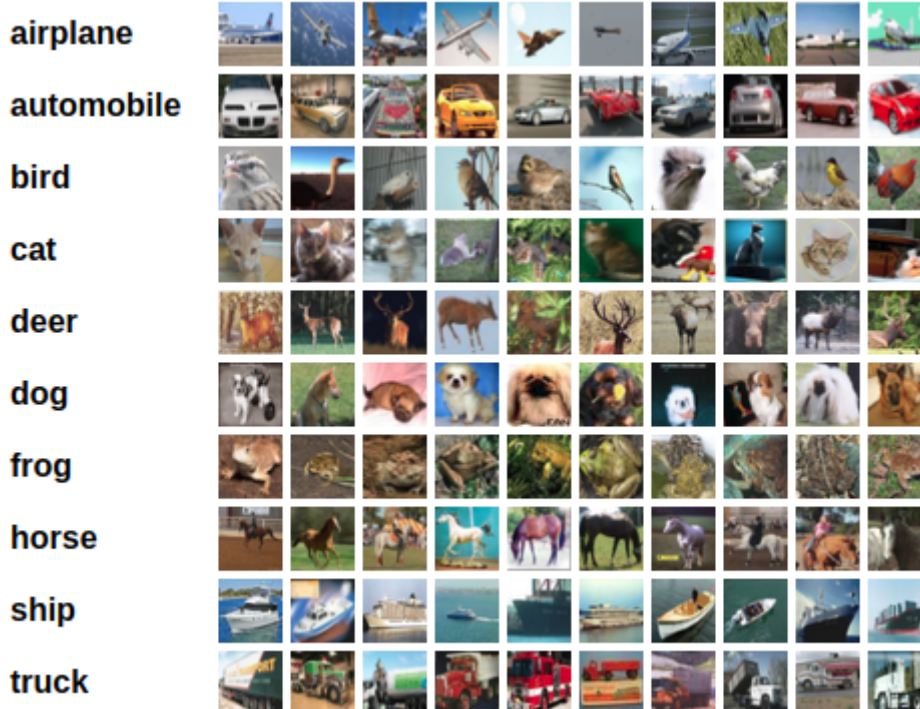 airplane
automobile
bird
cat
deer
dog
frog
horse
ship
truck